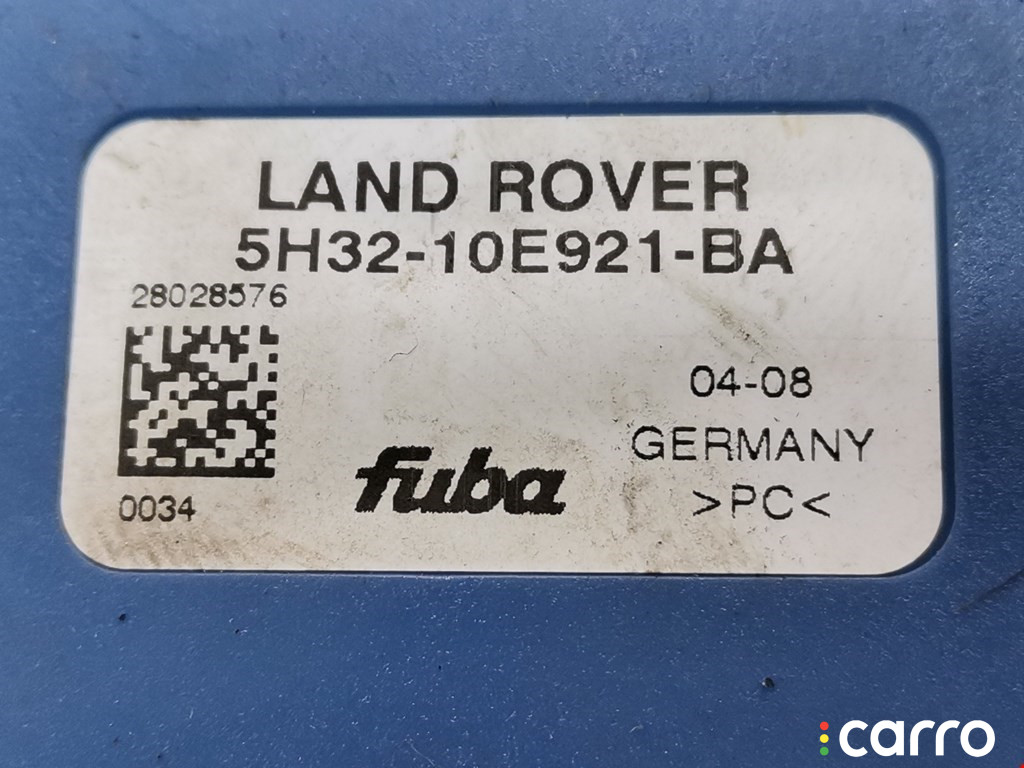 LAND ROVER
5H32-10E921-BA
28028576
04-08
GERMANY
fuba
>PC<
0034
carro